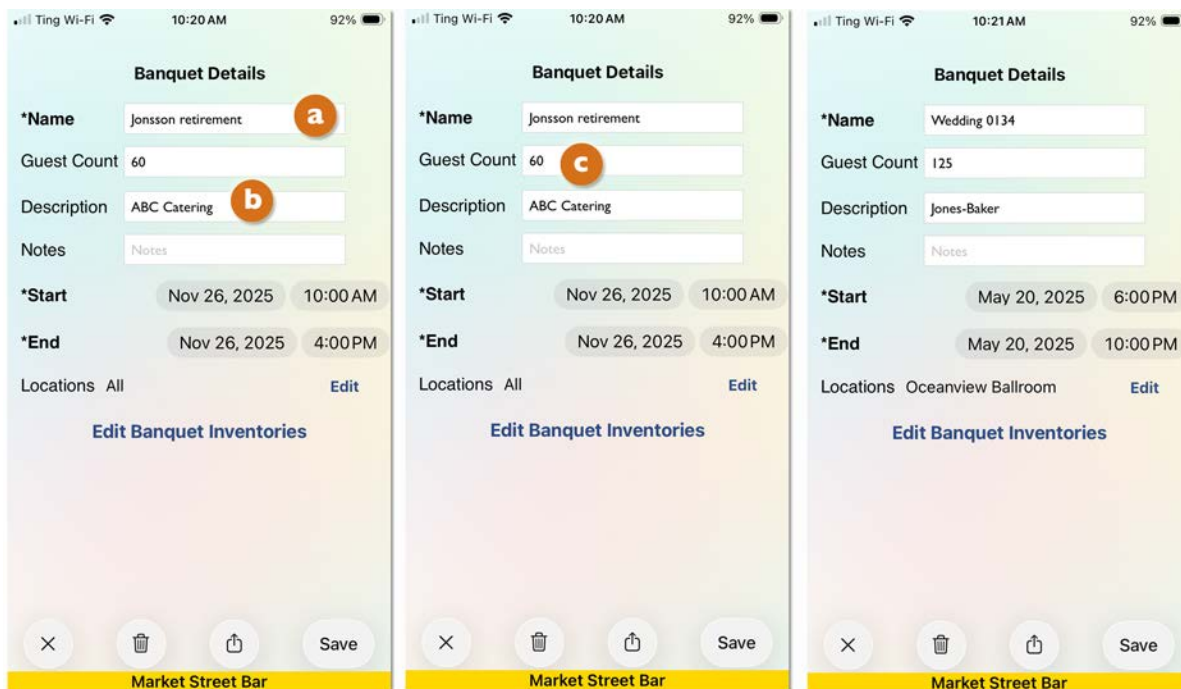 Ting Wi-Fi 10:20 AM 92%
Banquet Details
*Name Jonsson retirement a
Guest Count 60
Description ABC Catering b
Notes Notes
*Start Nov 26, 2025 10:00 AM
*End Nov 26, 2025 4:00 PM
Locations All Edit
Edit Banquet Inventories
Save
Market Street Bar
Ting Wi-Fi 10:20 AM 92%
Banquet Details
*Name Jonsson retirement
Guest Count 60 c
Description ABC Catering
Notes Notes
*Start Nov 26, 2025 10:00 AM
*End Nov 26, 2025 4:00 PM
Locations All Edit
Edit Banquet Inventories
Save
Market Street Bar
Ting Wi-Fi 10:21 AM 92%
Banquet Details
*Name Wedding 0134
Guest Count 125
Description Jones-Baker
Notes Notes
*Start May 20, 2025 6:00 PM
*End May 20, 2025 10:00 PM
Locations Oceanview Ballroom Edit
Edit Banquet Inventories
Save
Market Street Bar